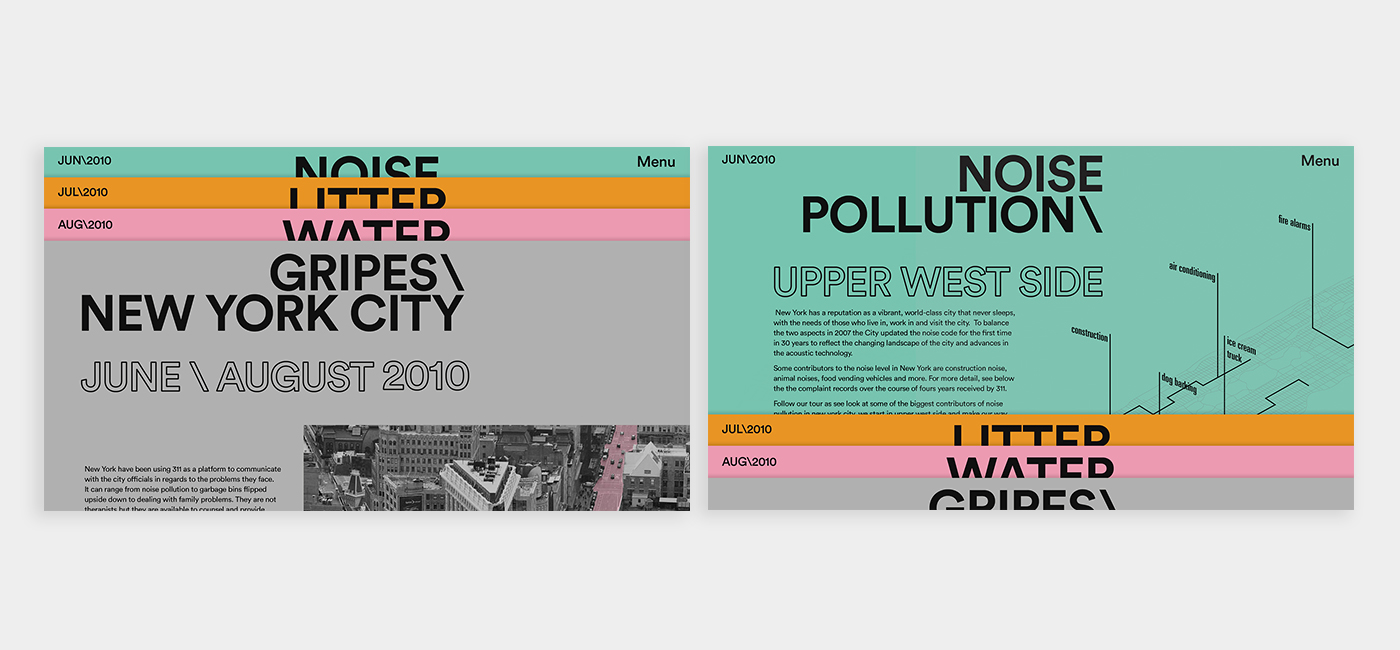 JUN\2010
NOISE
Menu
JUL\2010
LITTER
AUG\2010
WATER
GRIPES\
NEW YORK CITY
JUNE \ AUGUST 2010
New York have been using 311 as a platform to communicate
with the city officials in regards to the problems they face.
It can range from noise pollution to garbage bins flipped
upside down to dealing with family problems. They are not
therapists but they are available to counsel and provide
JUN\2010
NOISE
POLLUTION\
Menu
UPPER WEST SIDE
New York has a reputation as a vibrant, world-class city that never sleeps,
with the needs of those who live in, work in and visit the city. To balance
the two aspects in 2007 the City updated the noise code for the first time
in 30 years to reflect the changing landscape of the city and advances in
the acoustic technology.
Some contributors to the noise level in New York are construction noise,
animal noises, food vending vehicles and more. For more detail, see below
the the complaint records over the course of fours years received by 311.
Follow our tour as see look at some of the biggest contributors of noise
pollution in new york city, we start in upper west side and make our way
fire alarms
air conditioning
construction
ice cream
truck
dog barking
JUL\2010
LITTER
AUG\2010
WATER
GRIPES\